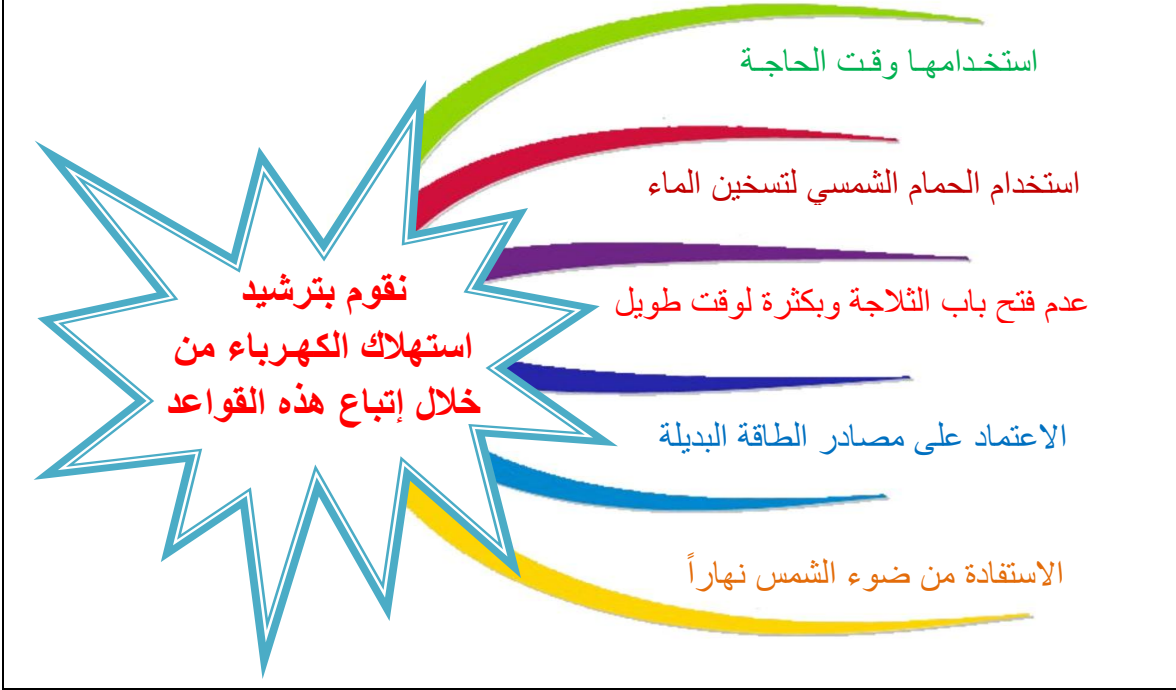 نقوم بترشيد
استهلاك الكهرباء من
خلال إتباع هذه القواعد
استخدامها وقت الحاجة
استخدام الحمام الشمسي لتسخين الماء
عدم فتح باب الثلاجة وبكثرة لوقت طويل
الاعتماد على مصادر الطاقة البديلة
الاستفادة من ضوء الشمس نهاراً